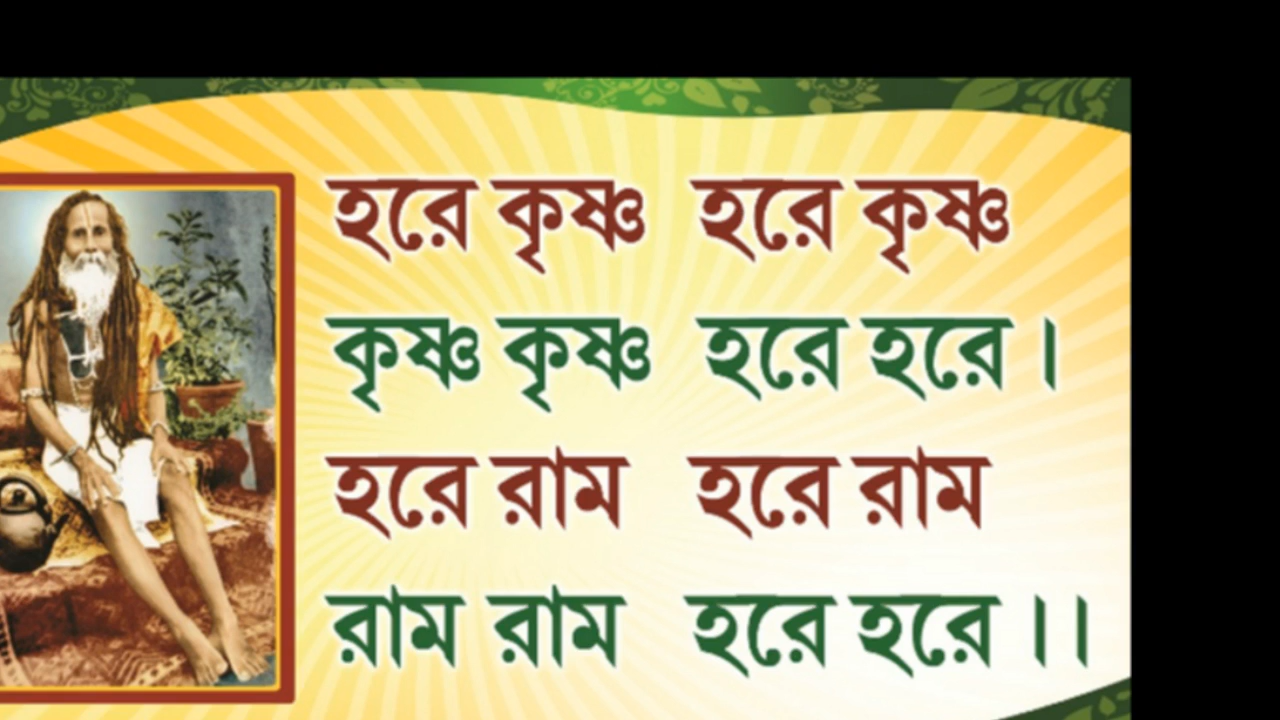 হরে কৃষ্ণ হরে কৃষ্ণ
কৃষ্ণ কৃষ্ণ হরে হরে ।
হরে রাম হরে রাম
রাম রাম হরে হরে ।।